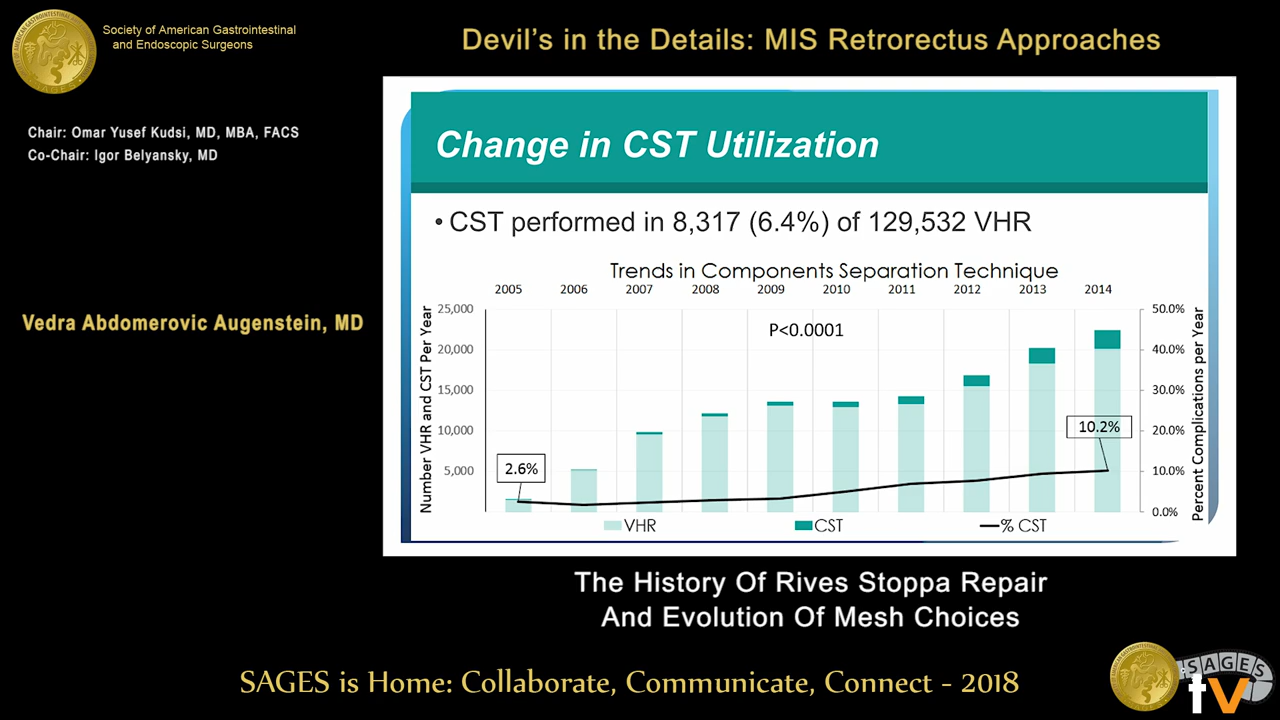 Society of American Gastrointestinal
and Endoscopic Surgeons
Devil's in the Details: MIS Retrorectus Approaches
Chair: Omar Yusef Kudsi, MD, MBA, FACS
Co-Chair: Igor Belyansky, MD
Vedra Abdomerovic Augenstein, MD
Change in CST Utilization
• CST performed in 8,317 (6.4%) of 129,532 VHR
Trends in Components Separation Technique
2005 2006 2007 2008 2009 2010 2011 2012 2013 2014
Number VHR and CST Per Year
25,000
20,000
15,000
10,000
5,000
P<0.0001
2.6%
10.2%
50.0%
40.0%
30.0%
20.0%
10.0%
0.0%
Percent Complications per Year
VHR CST % CST
The History Of Rives Stoppa Repair
And Evolution Of Mesh Choices
SAGES is Home: Collaborate, Communicate, Connect - 2018
SAGES
tv